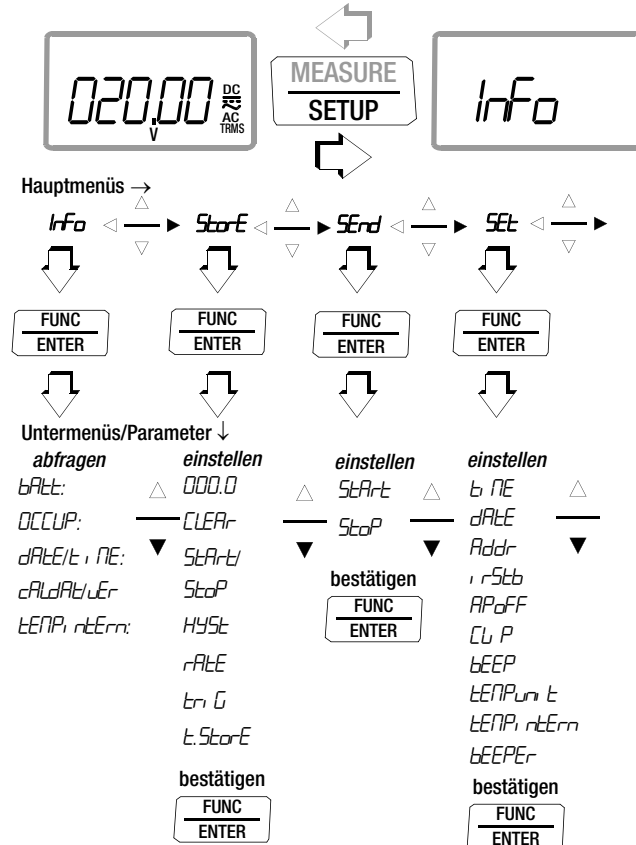 020.00 V DC AC TRMS
MEASURE
SETUP
InFo
Hauptmenüs →
InFo StorE SEnd SEt
FUNC ENTER FUNC ENTER FUNC ENTER FUNC ENTER
Untermenüs/Parameter ↓
abfragen
bAtt:
OCCUP:
dAtE/tiME:
cALdAt/vEr
tEMPintErn:
einstellen
000.0
CLEAr
StArt/
StoP
HYSt
rAtE
triG
t.StorE
bestätigen
FUNC
ENTER
einstellen
StArt
StoP
bestätigen
FUNC
ENTER
einstellen
tiME
dAtE
Addr
irStb
APoFF
CLiP
bEEP
tEMPunit
tEMPintErn
bEEPEr
bestätigen
FUNC
ENTER